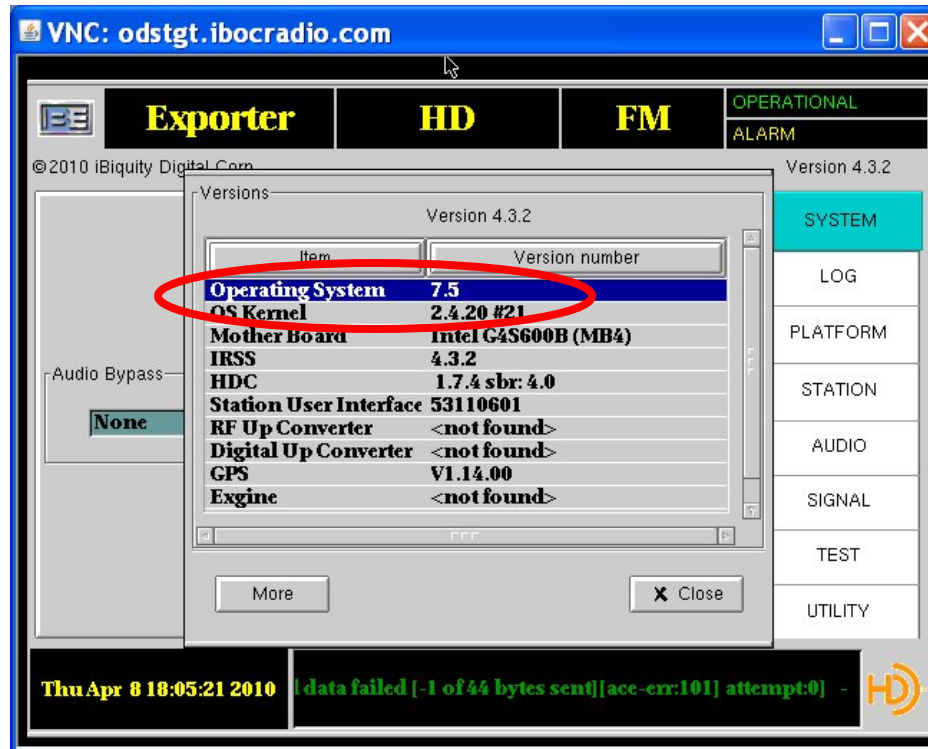 VNC: odstgt.ibocradio.com
Exporter HD FM OPERATIONAL
ALARM
©2010 iBiquity Digital Corp Version 4.3.2
Versions
Version 4.3.2
Item Version number
Operating System 7.5
OS Kernel 2.4.20 #21
Mother Board Intel G4S600B (MB4)
IRSS 4.3.2
HDC 1.7.4 sbr: 4.0
Station User Interface 53110601
RF Up Converter <not found>
Digital Up Converter <not found>
GPS V1.14.00
Exgine <not found>
More
X Close
Audio Bypass
None
SYSTEM
LOG
PLATFORM
STATION
AUDIO
SIGNAL
TEST
UTILITY
Thu Apr 8 18:05:21 2010
data failed [-1 of 44 bytes sent][ace-err:101] attempt:0] -
HD